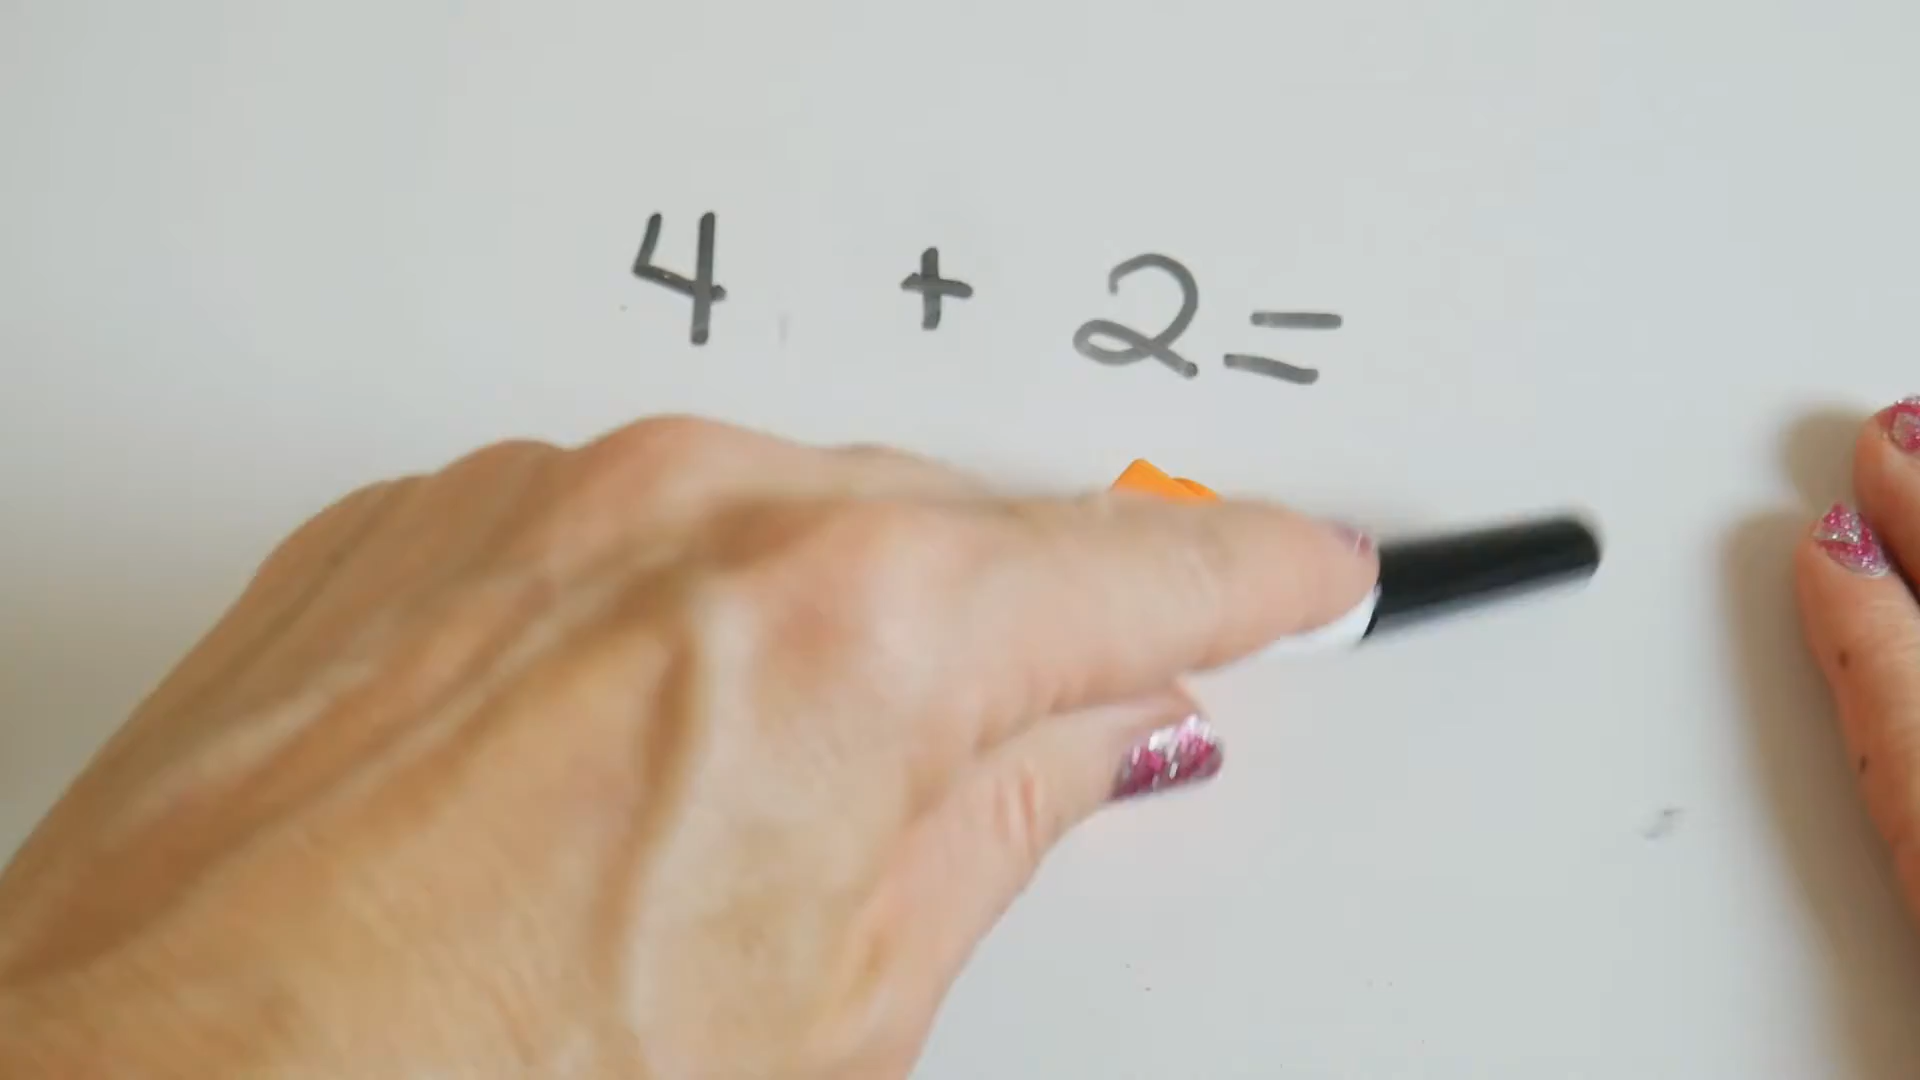 4 + 2 =